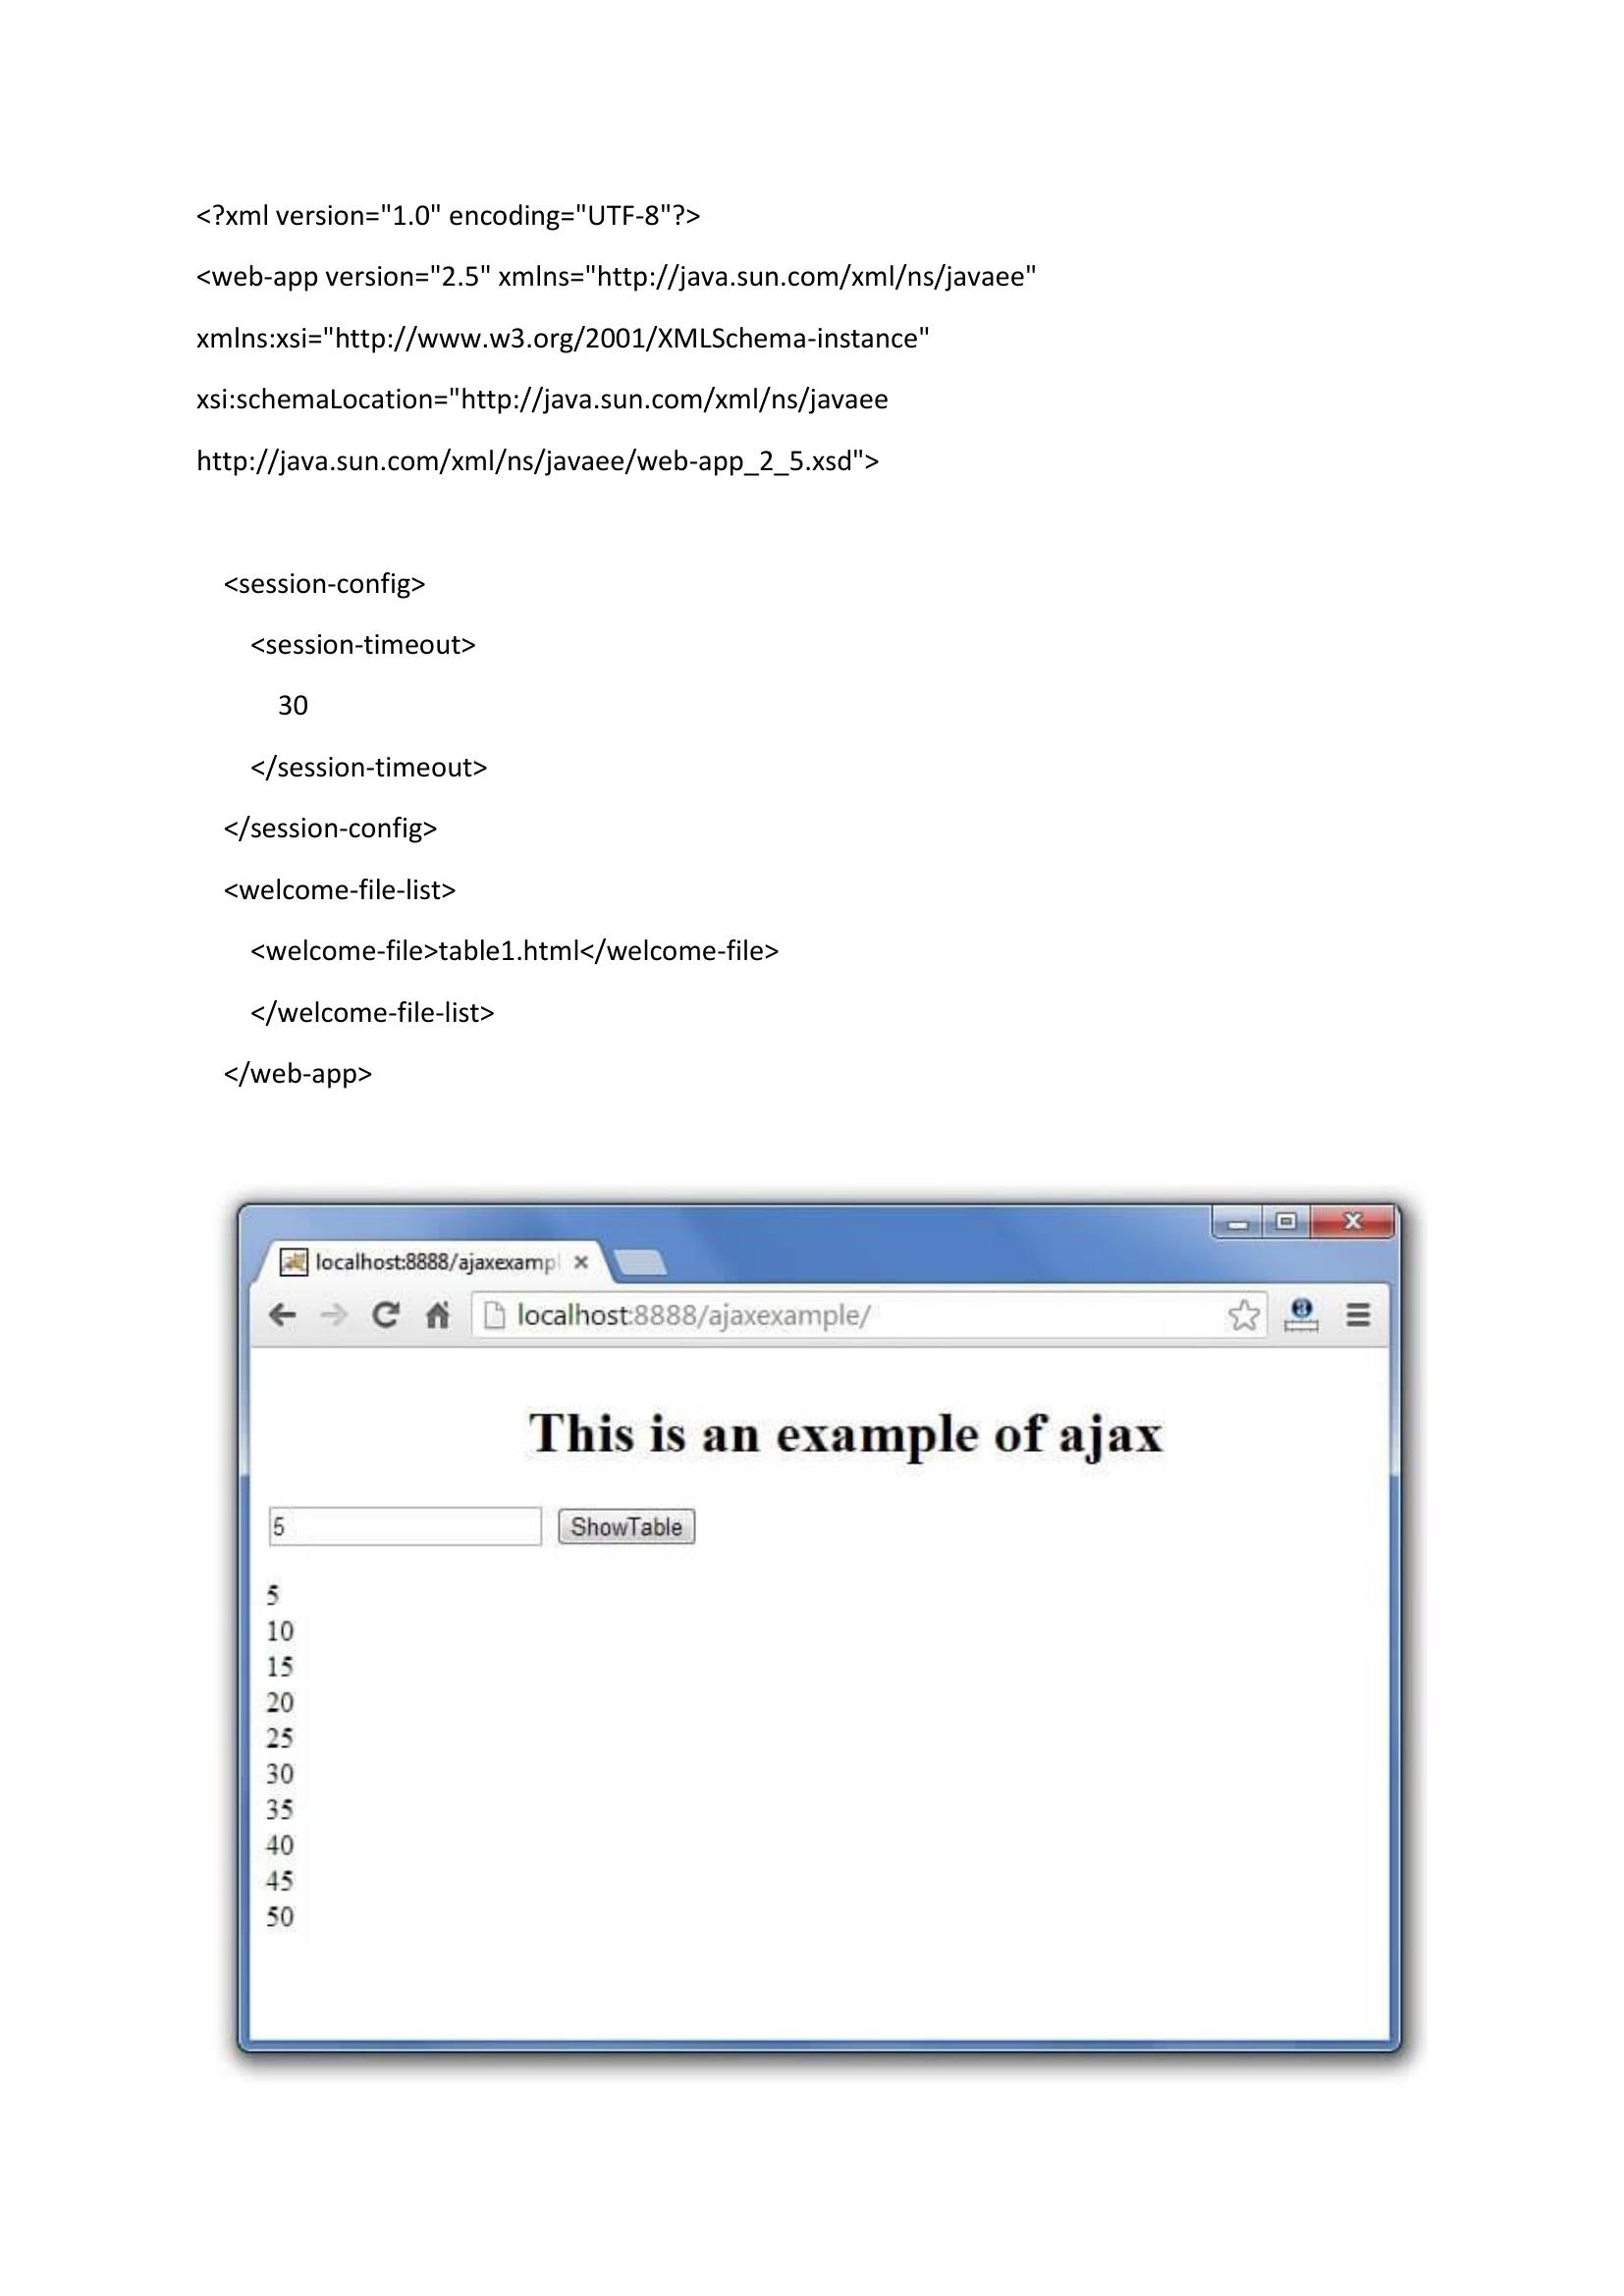 <?xml version="1.0" encoding="UTF-8"?>
<web-app version="2.5" xmlns="http://java.sun.com/xml/ns/javaee"
xmlns:xsi="http://www.w3.org/2001/XMLSchema-instance"
xsi:schemaLocation="http://java.sun.com/xml/ns/javaee
http://java.sun.com/xml/ns/javaee/web-app_2_5.xsd">
<session-config>
<session-timeout>
30
</session-timeout>
</session-config>
<welcome-file-list>
<welcome-file>table1.html</welcome-file>
</welcome-file-list>
</web-app>
localhost:8888/ajaxexampl
localhost:8888/ajaxexample/
This is an example of ajax
5 ShowTable
5
10
15
20
25
30
35
40
45
50